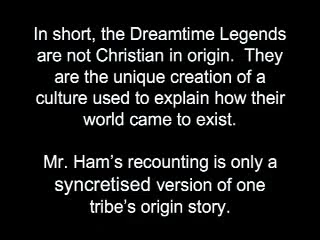 In short, the Dreamtime Legends
are not Christian in origin.  They
are the unique creation of a
culture used to explain how their
world came to exist.

Mr. Ham's recounting is only a
syncretised version of one
tribe's origin story.